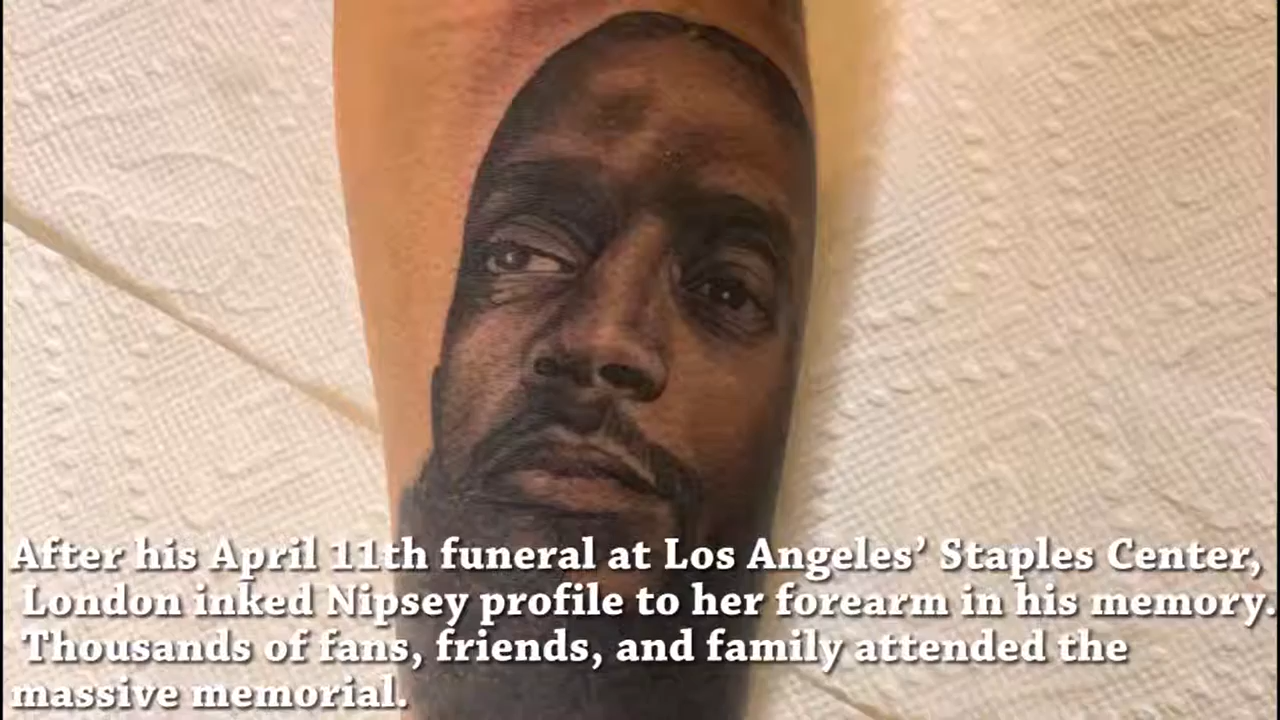 After his April 11th funeral at Los Angeles’ Staples Center,
London inked Nipsey profile to her forearm in his memory.
Thousands of fans, friends, and family attended the
massive memorial.